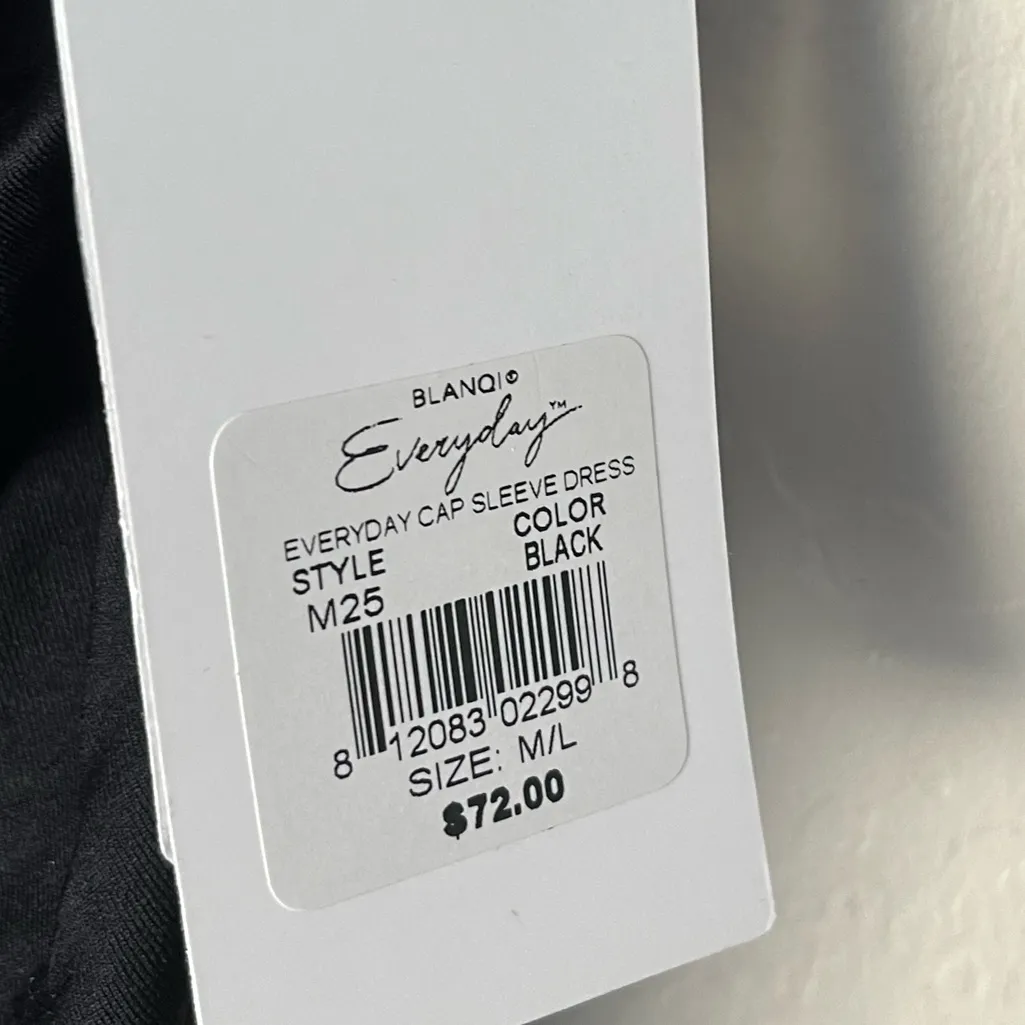 BLANQI®
Everyday™
EVERYDAY CAP SLEEVE DRESS
STYLE COLOR
M25 BLACK
8 12083 02299 8
SIZE: M/L
$72.00